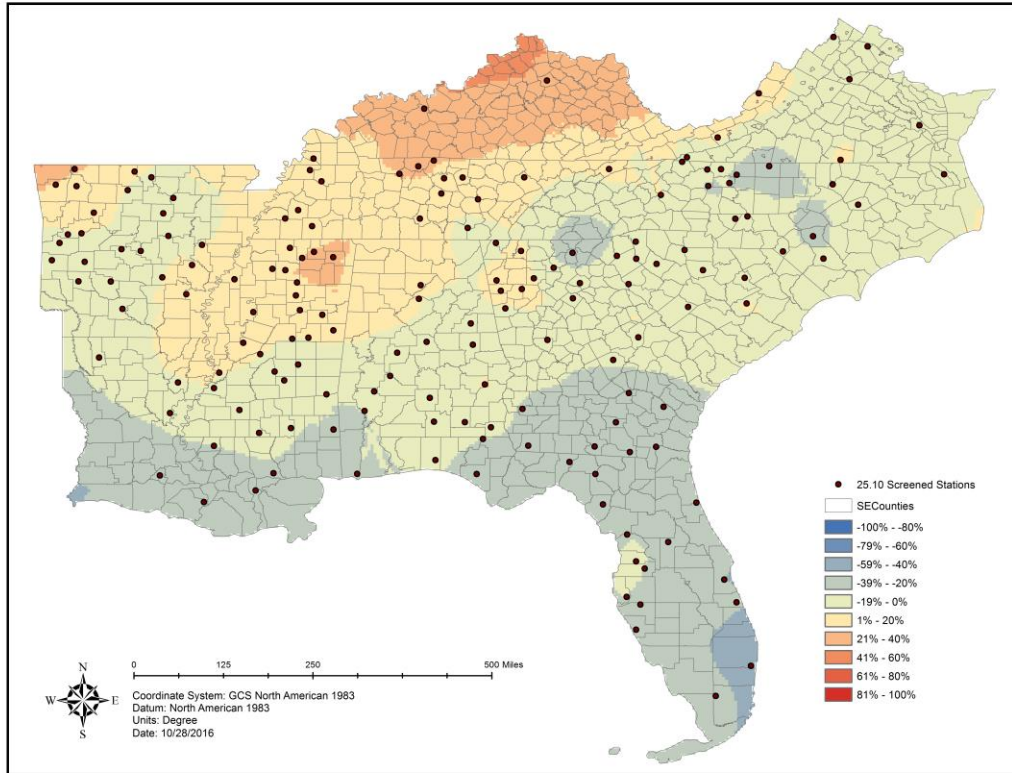 25.10 Screened Stations
SECounties
-100% - -80%
-79% - -60%
-59% - -40%
-39% - -20%
-19% - 0%
1% - 20%
21% - 40%
41% - 60%
61% - 80%
81% - 100%
0 125 250 500 Miles
N
W E
S
Coordinate System: GCS North American 1983
Datum: North American 1983
Units: Degree
Date: 10/28/2016